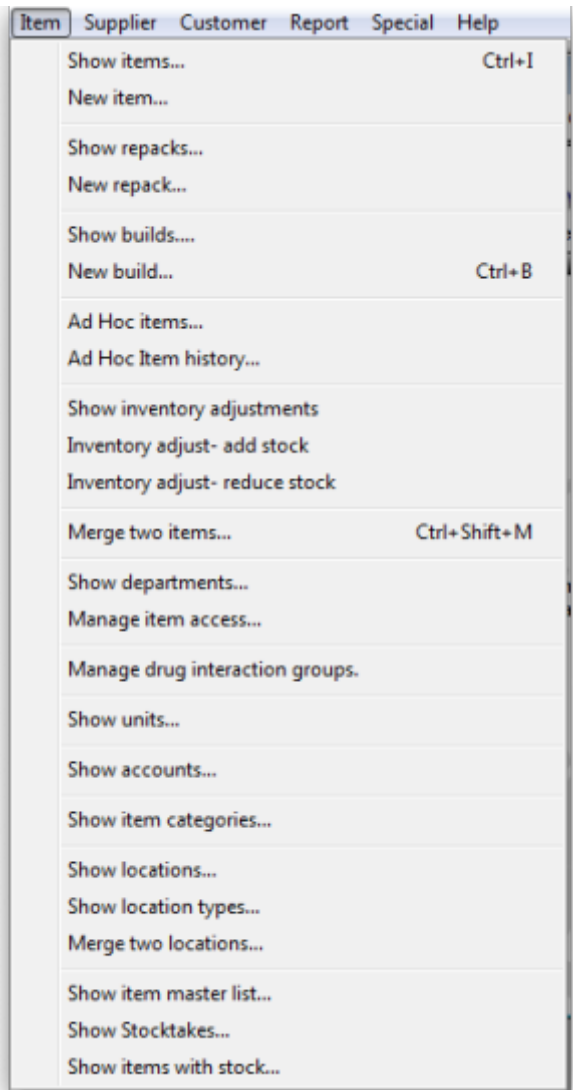 Item Supplier Customer Report Special Help
Show items... Ctrl+I
New item...
Show repacks...
New repack...
Show builds....
New build... Ctrl+B
Ad Hoc items...
Ad Hoc Item history...
Show inventory adjustments
Inventory adjust- add stock
Inventory adjust- reduce stock
Merge two items... Ctrl+Shift+M
Show departments...
Manage item access...
Manage drug interaction groups.
Show units...
Show accounts...
Show item categories...
Show locations...
Show location types...
Merge two locations...
Show item master list...
Show Stocktakes...
Show items with stock...